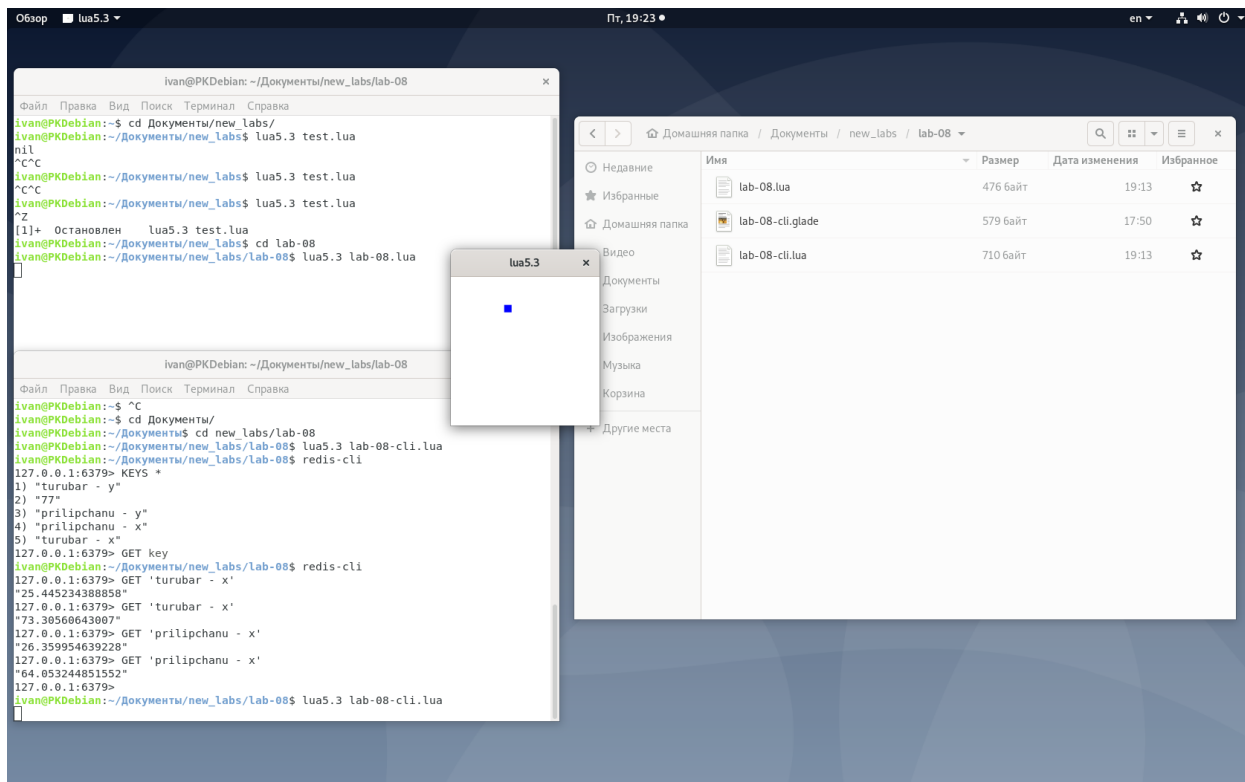 Обзор lua5.3 Пт, 19:23 en
ivan@PKDebian: ~/Документы/new_labs/lab-08 ×
Файл Правка Вид Поиск Терминал Справка
ivan@PKDebian:~$ cd Документы/new_labs/
ivan@PKDebian:~/Документы/new_labs$ lua5.3 test.lua
nil
^C^C
ivan@PKDebian:~/Документы/new_labs$ lua5.3 test.lua
^C^C
ivan@PKDebian:~/Документы/new_labs$ lua5.3 test.lua
^Z
[1]+  Остановлен    lua5.3 test.lua
ivan@PKDebian:~/Документы/new_labs$ cd lab-08
ivan@PKDebian:~/Документы/new_labs/lab-08$ lua5.3 lab-08.lua
lua5.3 ×
ivan@PKDebian: ~/Документы/new_labs/lab-08
Файл Правка Вид Поиск Терминал Справка
ivan@PKDebian:~$ ^C
ivan@PKDebian:~$ cd Документы/
ivan@PKDebian:~/Документы$ cd new_labs/lab-08
ivan@PKDebian:~/Документы/new_labs/lab-08$ lua5.3 lab-08-cli.lua
ivan@PKDebian:~/Документы/new_labs/lab-08$ redis-cli
127.0.0.1:6379> KEYS *
1) "turubar - y"
2) "77"
3) "prilipchanu - y"
4) "prilipchanu - x"
5) "turubar - x"
127.0.0.1:6379> GET key
ivan@PKDebian:~/Документы/new_labs/lab-08$ redis-cli
127.0.0.1:6379> GET 'turubar - x'
"25.445234388858"
127.0.0.1:6379> GET 'turubar - x'
"73.30560643007"
127.0.0.1:6379> GET 'prilipchanu - x'
"26.359954639228"
127.0.0.1:6379> GET 'prilipchanu - x'
"64.053244851552"
127.0.0.1:6379>
ivan@PKDebian:~/Документы/new_labs/lab-08$ lua5.3 lab-08-cli.lua
Домашняя папка / Документы / new_labs / lab-08 ×
Недавние
Избранные
Домашняя папка
Видео
Документы
Загрузки
Изображения
Музыка
Корзина
+ Другие места
Имя Размер Дата изменения Избранное
lab-08.lua 476 байт 19:13
lab-08-cli.glade 579 байт 17:50
lab-08-cli.lua 710 байт 19:13